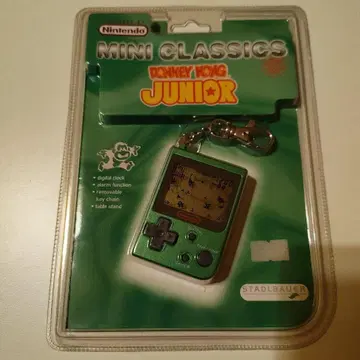 Nintendo
MINI CLASSICS
DONKEY KONG
JUNIOR
• digital clock
• alarm function
• removable
key chain
• table stand
STADLBAUER